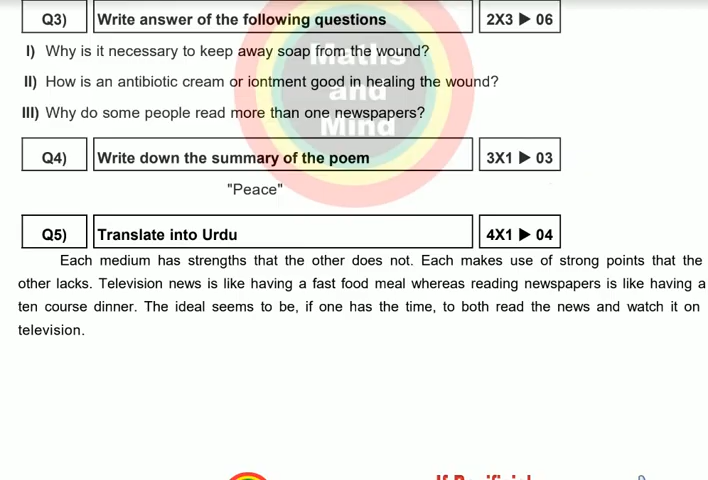 Q3) Write answer of the following questions 2X3 ▶ 06
I) Why is it necessary to keep away soap from the wound?
II) How is an antibiotic cream or iontment good in healing the wound?
III) Why do some people read more than one newspapers?
Maths
and
Mind
Q4) Write down the summary of the poem 3X1 ▶ 03
"Peace"
Q5) Translate into Urdu 4X1 ▶ 04
Each medium has strengths that the other does not. Each makes use of strong points that the
other lacks. Television news is like having a fast food meal whereas reading newspapers is like having a
ten course dinner. The ideal seems to be, if one has the time, to both read the news and watch it on
television.